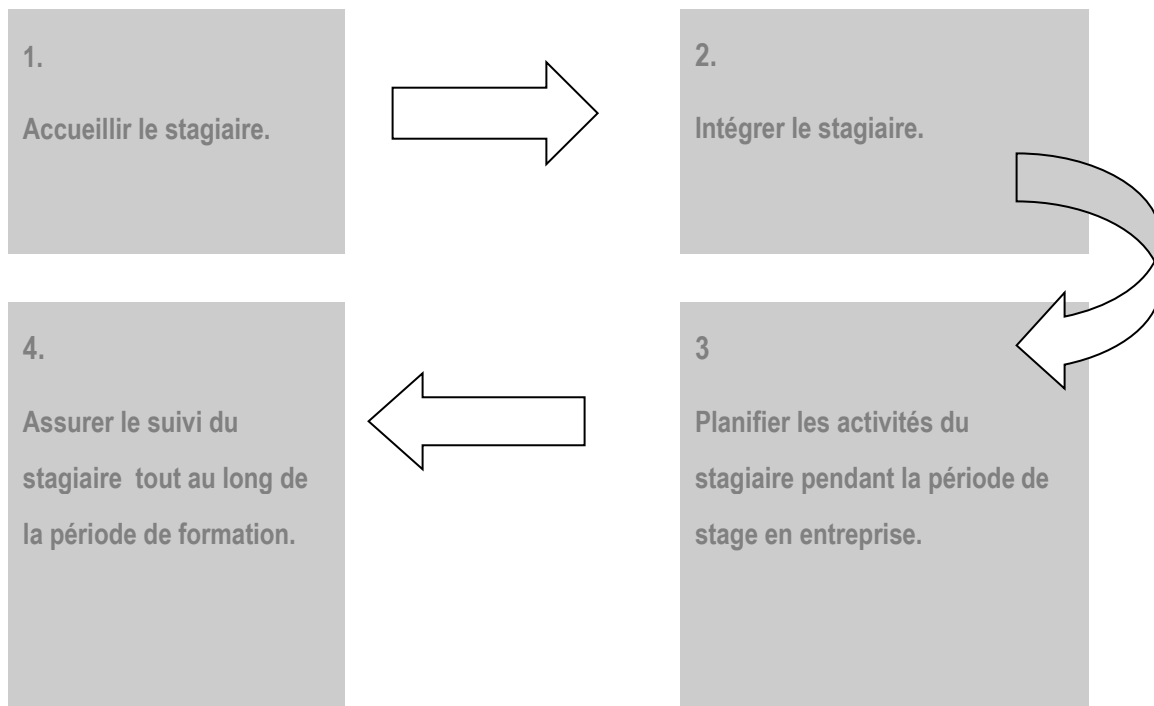 1.
Accueillir le stagiaire.
2.
Intégrer le stagiaire.
3
Planifier les activités du
stagiaire pendant la période de
stage en entreprise.
4.
Assurer le suivi du
stagiaire  tout au long de
la période de formation.